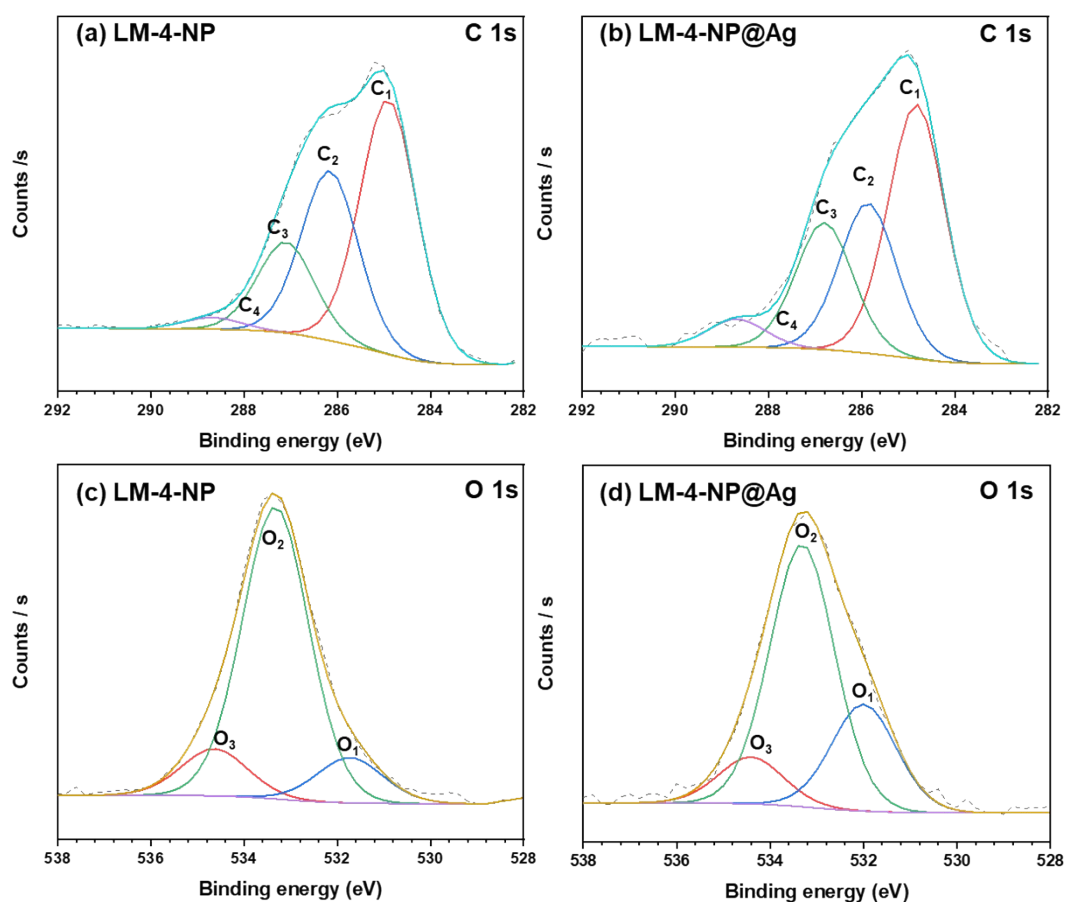 (a) LM-4-NP
C 1s
C₁
C₂
C₃
C₄
Counts /s
292 290 288 286 284 282
Binding energy (eV)
(b) LM-4-NP@Ag
C 1s
C₁
C₂
C₃
C₄
Counts / s
292 290 288 286 284 282
Binding energy (eV)
(c) LM-4-NP
O 1s
O₂
O₃
O₁
Counts / s
538 536 534 532 530 528
Binding energy (eV)
(d) LM-4-NP@Ag
O 1s
O₂
O₁
O₃
Counts / s
538 536 534 532 530 528
Binding energy (eV)